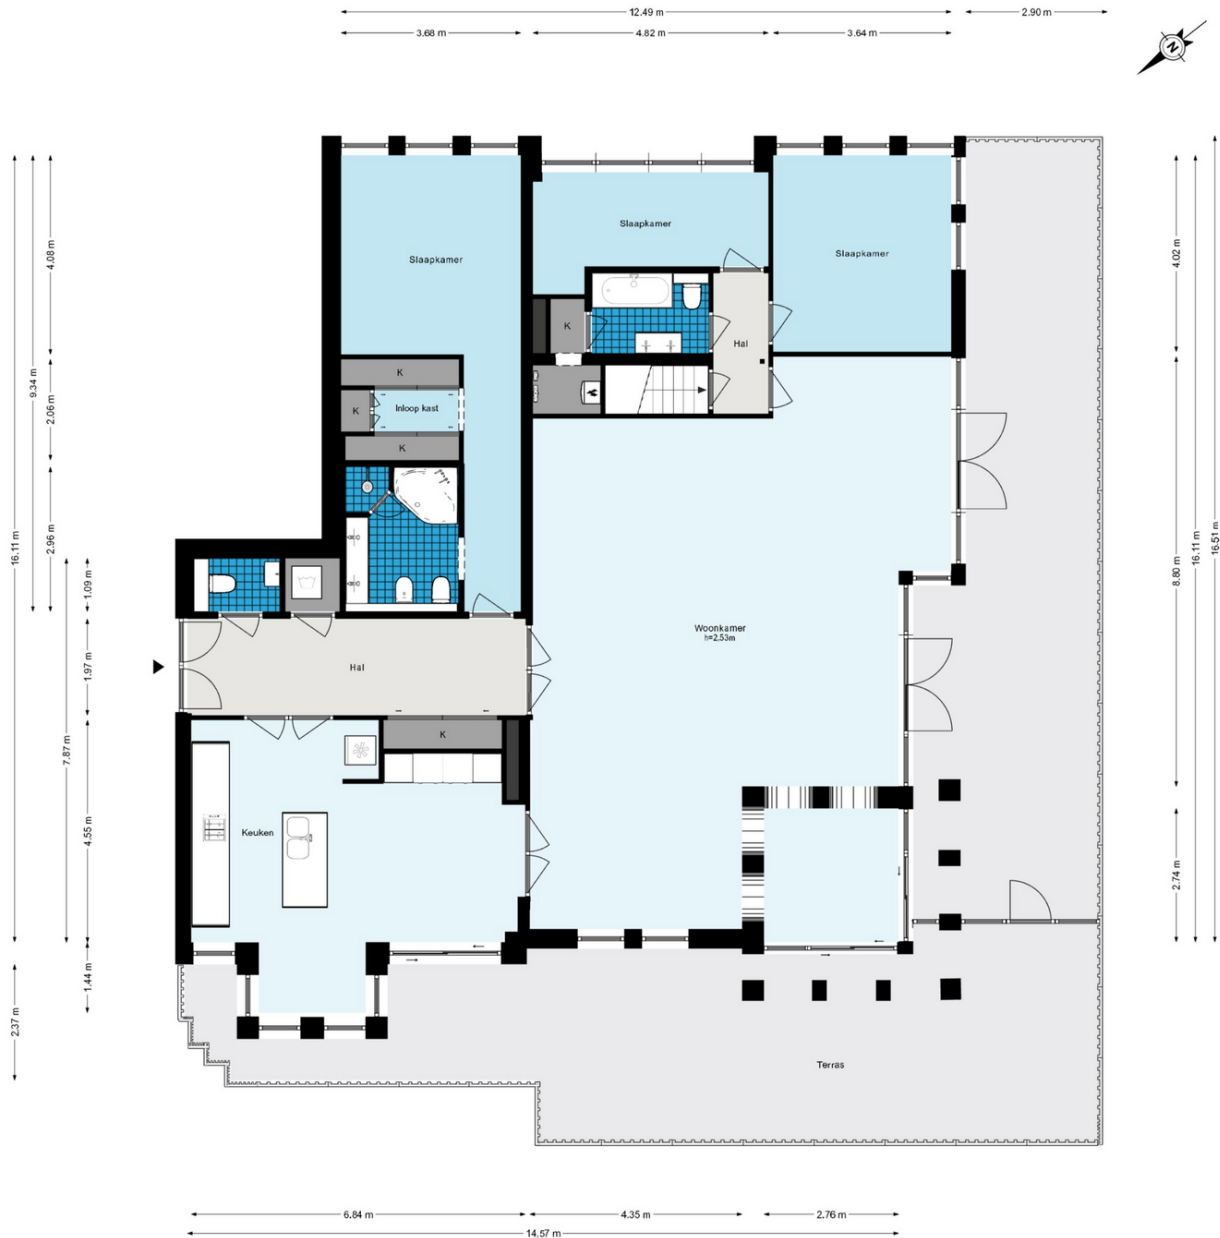 12.49 m
2.90 m
3.68 m
4.82 m
3.64 m
N
Slaapkamer
Slaapkamer
Slaapkamer
4.08 m
4.02 m
9.34 m
2.06 m
16.11 m
2.96 m
16.11 m
16.51 m
K
K
Hal
K
Inloop kast
K
8.80 m
1.09 m
Woonkamer
h=2.53m
1.97 m
Hal
7.87 m
K
4.55 m
Keuken
2.74 m
1.44 m
2.37 m
Terras
6.84 m
4.35 m
2.76 m
14.57 m